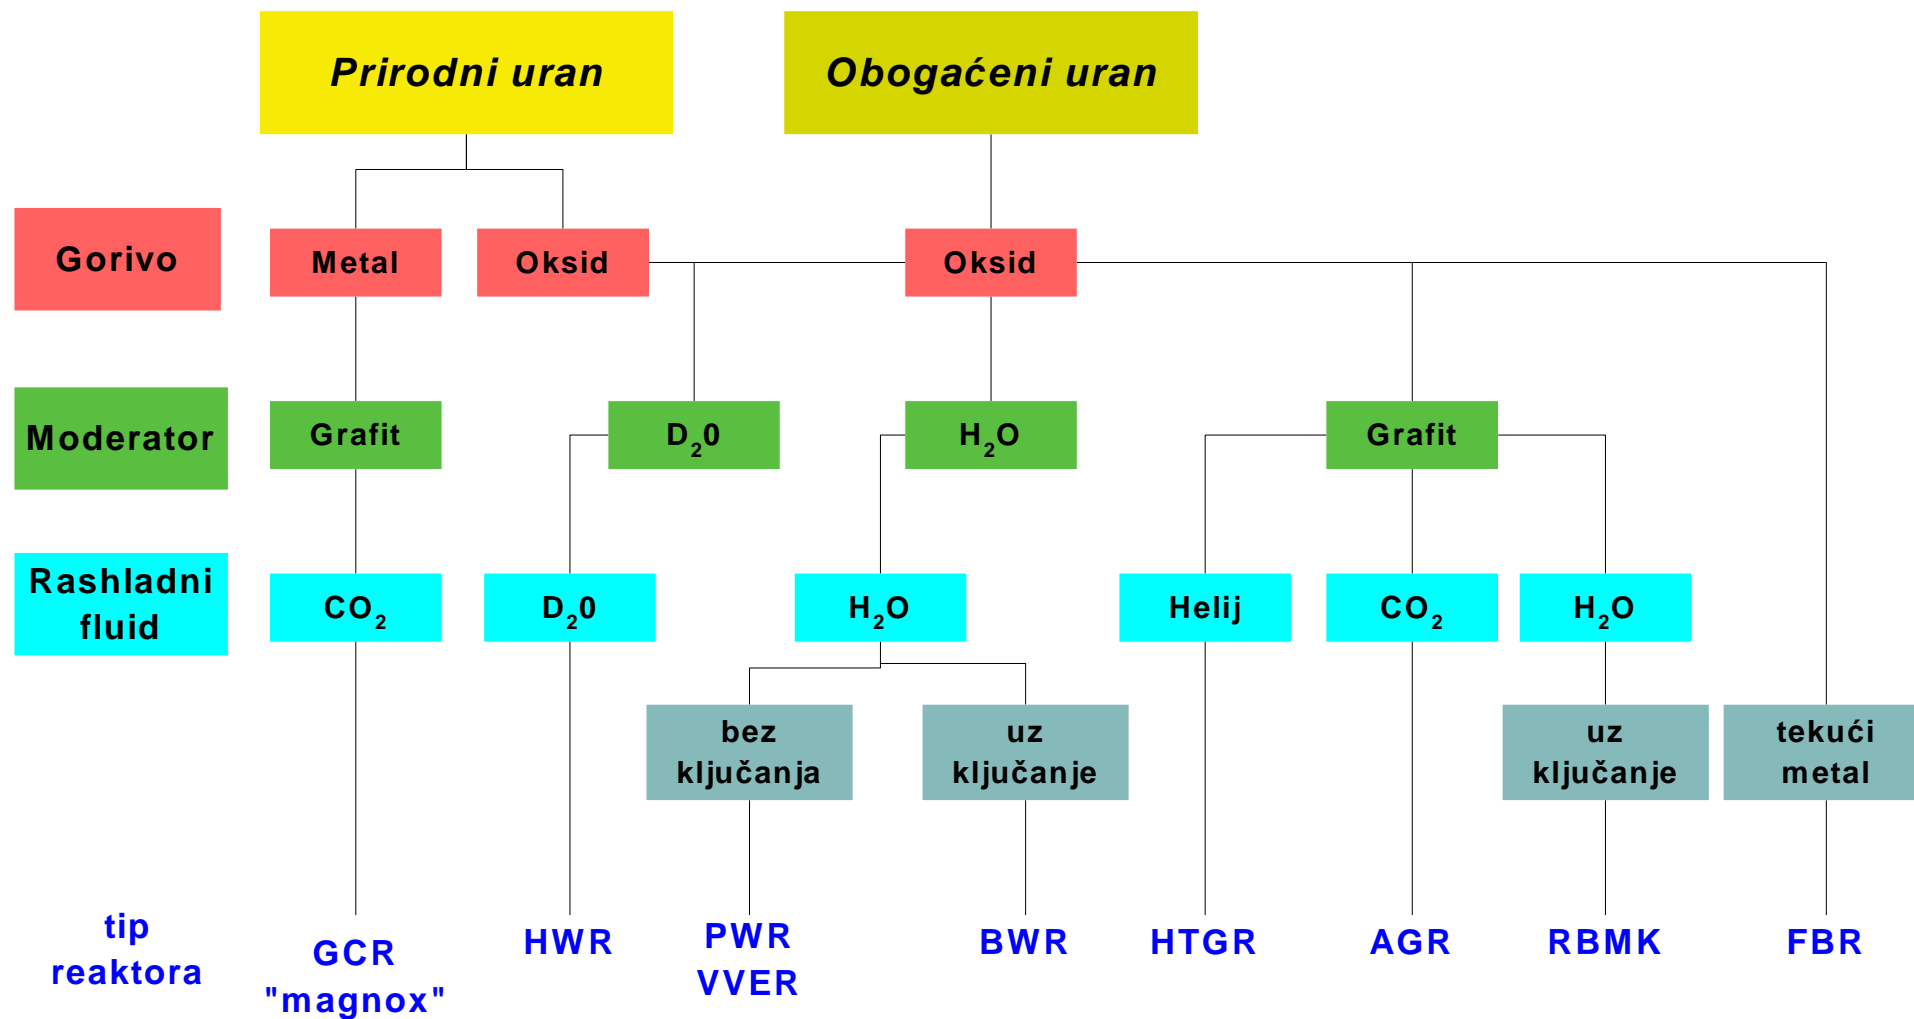 Prirodni uran
Obogaćeni uran
Gorivo
Metal
Oksid
Oksid
Moderator
Grafit
D₂0
H₂O
Grafit
Rashladni
fluid
CO₂
D₂0
H₂O
Helij
CO₂
H₂O
bez
ključanja
uz
ključanje
uz
ključanje
tekući
metal
tip
reaktora
GCR
"magnox"
HWR
PWR
VVER
BWR
HTGR
AGR
RBMK
FBR